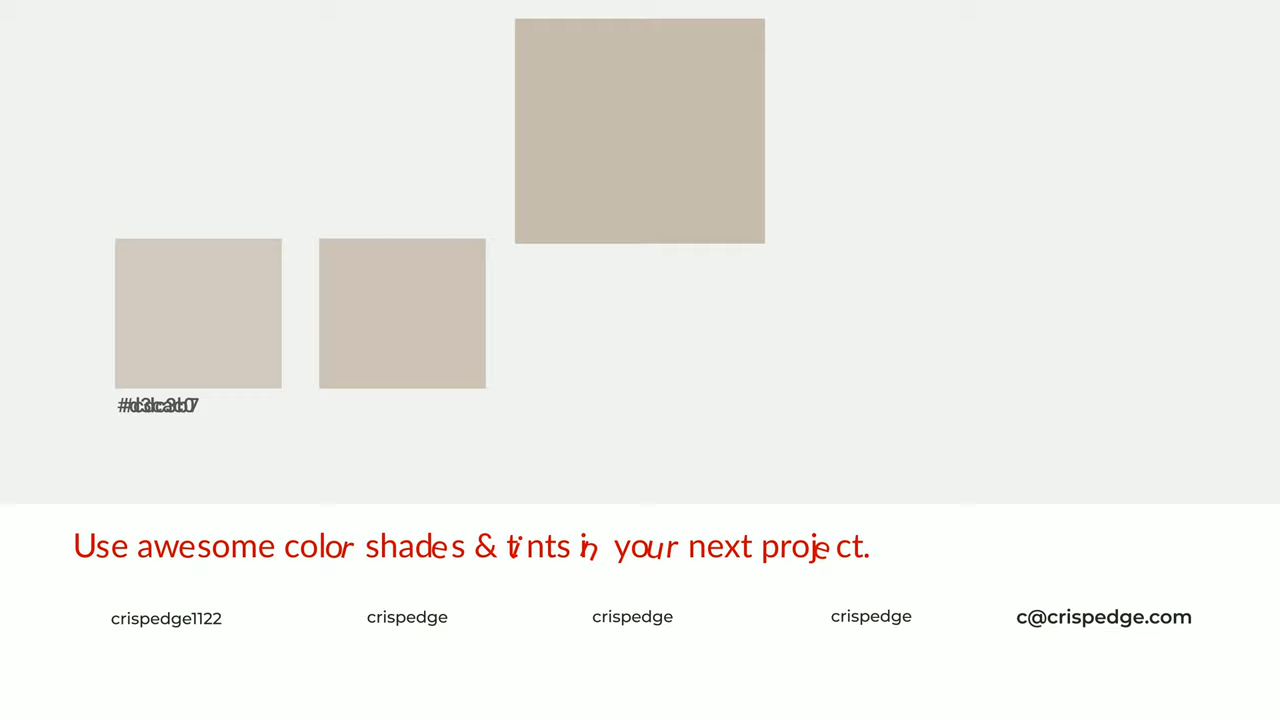 Use awesome color shades & tints in your next project.
crispedge1122 crispedge crispedge crispedge c@crispedge.com